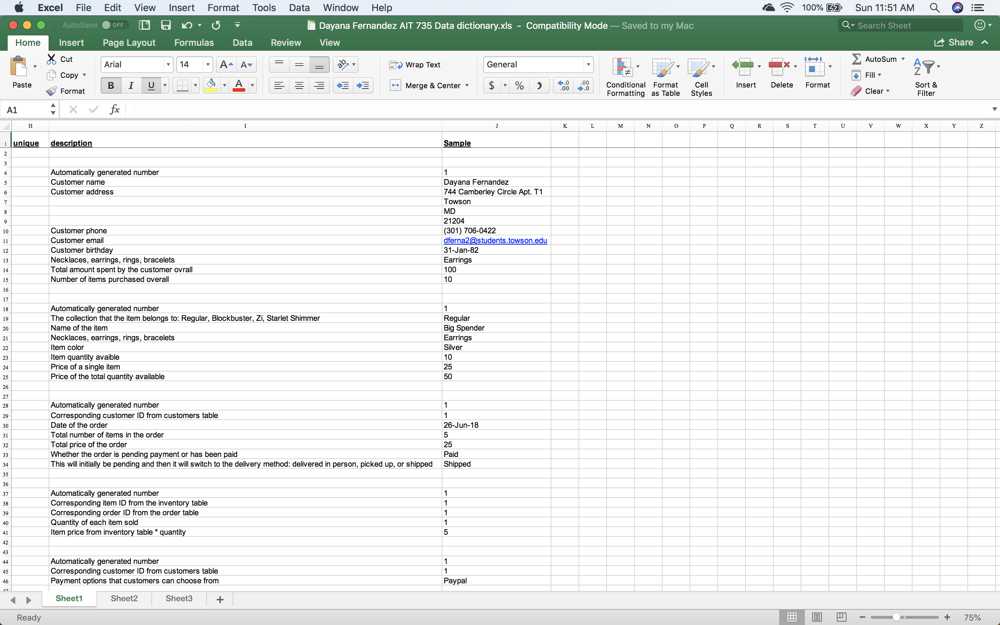 Excel File Edit View Insert Format Tools Data Window Help 100% Sun 11:51 AM
AutoSave OFF Dayana Fernandez AIT 735 Data dictionary.xls - Compatibility Mode — Saved to my Mac Search Sheet
Home Insert Page Layout Formulas Data Review View Share
Paste Cut Copy Format
Arial 14 A A
B I U A
Wrap Text
Merge & Center
General
$ % .0 .00 .00 .0
Conditional Formatting
Format as Table
Cell Styles
Insert Delete Format
AutoSum
Fill
Clear
A Z
Sort & Filter
A1 fx
H I J K L M N O P Q R S T U V W X Y Z
1 unique description Sample
2
3
4 Automatically generated number 1
5 Customer name Dayana Fernandez
6 Customer address 744 Camberley Circle Apt. T1
7 Towson
8 MD
9 21204
10 Customer phone (301) 706-0422
11 Customer email dferna2@students.towson.edu
12 Customer birthday 31-Jan-82
13 Necklaces, earrings, rings, bracelets Earrings
14 Total amount spent by the customer ovrall 100
15 Number of items purchased overall 10
16
17
18 Automatically generated number 1
19 The collection that the item belongs to: Regular, Blockbuster, Zi, Starlet Shimmer Regular
20 Name of the item Big Spender
21 Necklaces, earrings, rings, bracelets Earrings
22 Item color Silver
23 Item quantity avaible 10
24 Price of a single item 25
25 Price of the total quantity available 50
26
27
28 Automatically generated number 1
29 Corresponding customer ID from customers table 1
30 Date of the order 26-Jun-18
31 Total number of items in the order 5
32 Total price of the order 25
33 Whether the order is pending payment or has been paid Paid
34 This will initially be pending and then it will switch to the delivery method: delivered in person, picked up, or shipped Shipped
35
36
37 Automatically generated number 1
38 Corresponding item ID from the inventory table 1
39 Corresponding order ID from the order table 1
40 Quantity of each item sold 1
41 Item price from inventory table * quantity 5
42
43
44 Automatically generated number 1
45 Corresponding customer ID from customers table 1
46 Payment options that customers can choose from Paypal
47
Sheet1 Sheet2 Sheet3 +
Ready 75%